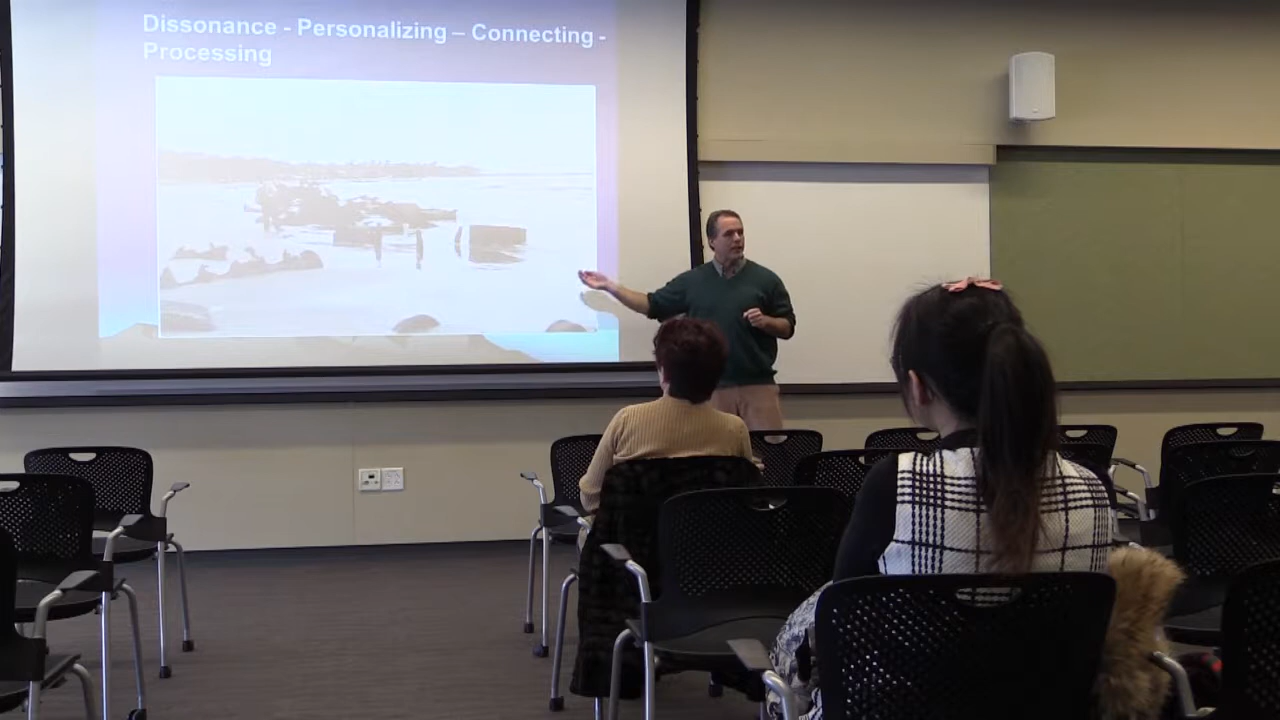 Dissonance - Personalizing – Connecting -
Processing